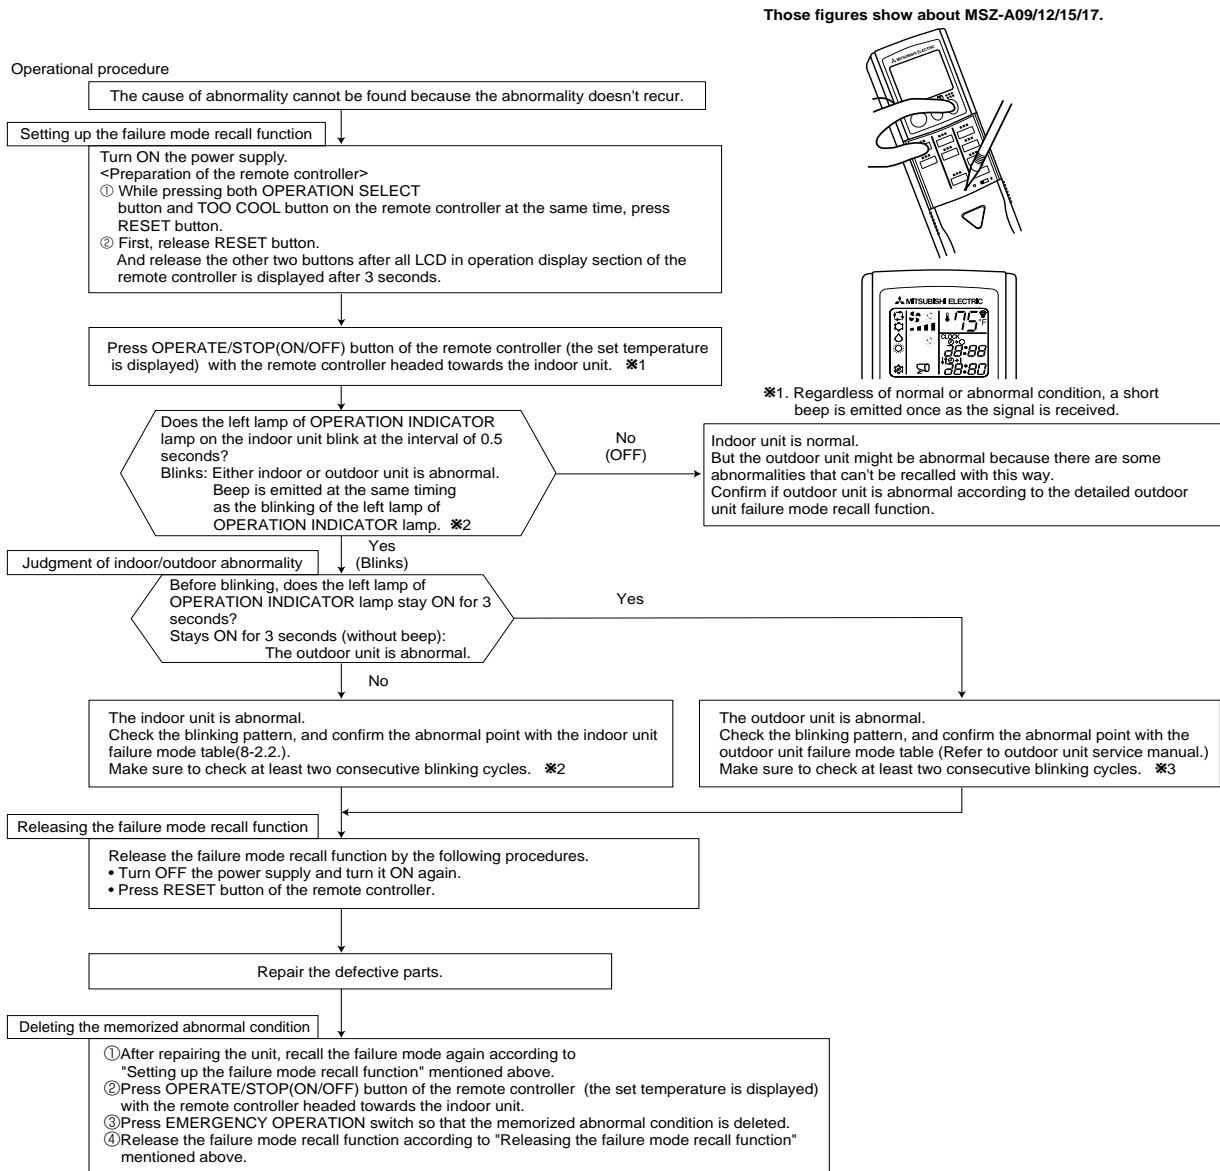 Those figures show about MSZ-A09/12/15/17.
Operational procedure
The cause of abnormality cannot be found because the abnormality doesn't recur.
Setting up the failure mode recall function
Turn ON the power supply.
<Preparation of the remote controller>
① While pressing both OPERATION SELECT
button and TOO COOL button on the remote controller at the same time, press
RESET button.
② First, release RESET button.
And release the other two buttons after all LCD in operation display section of the
remote controller is displayed after 3 seconds.
MITSUBISHI ELECTRIC
MITSUBISHI ELECTRIC
75°F
CLOCK
88:88
88:80
Press OPERATE/STOP(ON/OFF) button of the remote controller (the set temperature
is displayed) with the remote controller headed towards the indoor unit. ※1
※1. Regardless of normal or abnormal condition, a short
beep is emitted once as the signal is received.
Does the left lamp of OPERATION INDICATOR
lamp on the indoor unit blink at the interval of 0.5
seconds?
Blinks: Either indoor or outdoor unit is abnormal.
Beep is emitted at the same timing
as the blinking of the left lamp of
OPERATION INDICATOR lamp. ※2
No
(OFF)
Indoor unit is normal.
But the outdoor unit might be abnormal because there are some
abnormalities that can't be recalled with this way.
Confirm if outdoor unit is abnormal according to the detailed outdoor
unit failure mode recall function.
Yes
(Blinks)
Judgment of indoor/outdoor abnormality
Before blinking, does the left lamp of
OPERATION INDICATOR lamp stay ON for 3
seconds?
Stays ON for 3 seconds (without beep):
The outdoor unit is abnormal.
Yes
No
The indoor unit is abnormal.
Check the blinking pattern, and confirm the abnormal point with the indoor unit
failure mode table(8-2.2.).
Make sure to check at least two consecutive blinking cycles. ※2
The outdoor unit is abnormal.
Check the blinking pattern, and confirm the abnormal point with the
outdoor unit failure mode table (Refer to outdoor unit service manual.)
Make sure to check at least two consecutive blinking cycles. ※3
Releasing the failure mode recall function
Release the failure mode recall function by the following procedures.
• Turn OFF the power supply and turn it ON again.
• Press RESET button of the remote controller.
Repair the defective parts.
Deleting the memorized abnormal condition
①After repairing the unit, recall the failure mode again according to
"Setting up the failure mode recall function" mentioned above.
②Press OPERATE/STOP(ON/OFF) button of the remote controller (the set temperature is displayed)
with the remote controller headed towards the indoor unit.
③Press EMERGENCY OPERATION switch so that the memorized abnormal condition is deleted.
④Release the failure mode recall function according to "Releasing the failure mode recall function"
mentioned above.